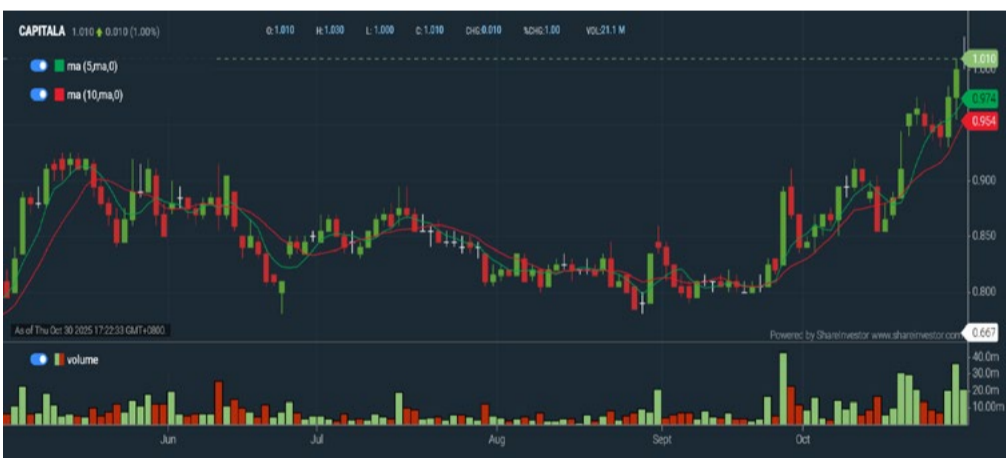 CAPITALA 1.010 0.010 (1.00%) O:1.010 H:1.030 L:1.000 C:1.010 CHG:0.010 %CHG:1.00 VOL:21.1 M
ma (5,ma,0)
ma (10,ma,0)
1.010
1.000
0.974
0.954
0.900
0.850
0.800
As of Thu Oct 30 2025 17:22:33 GMT+0800
Powered by ShareInvestor www.shareinvestor.com
0.667
volume
40.0m
30.0m
20.0m
10.00m
Jun Jul Aug Sept Oct